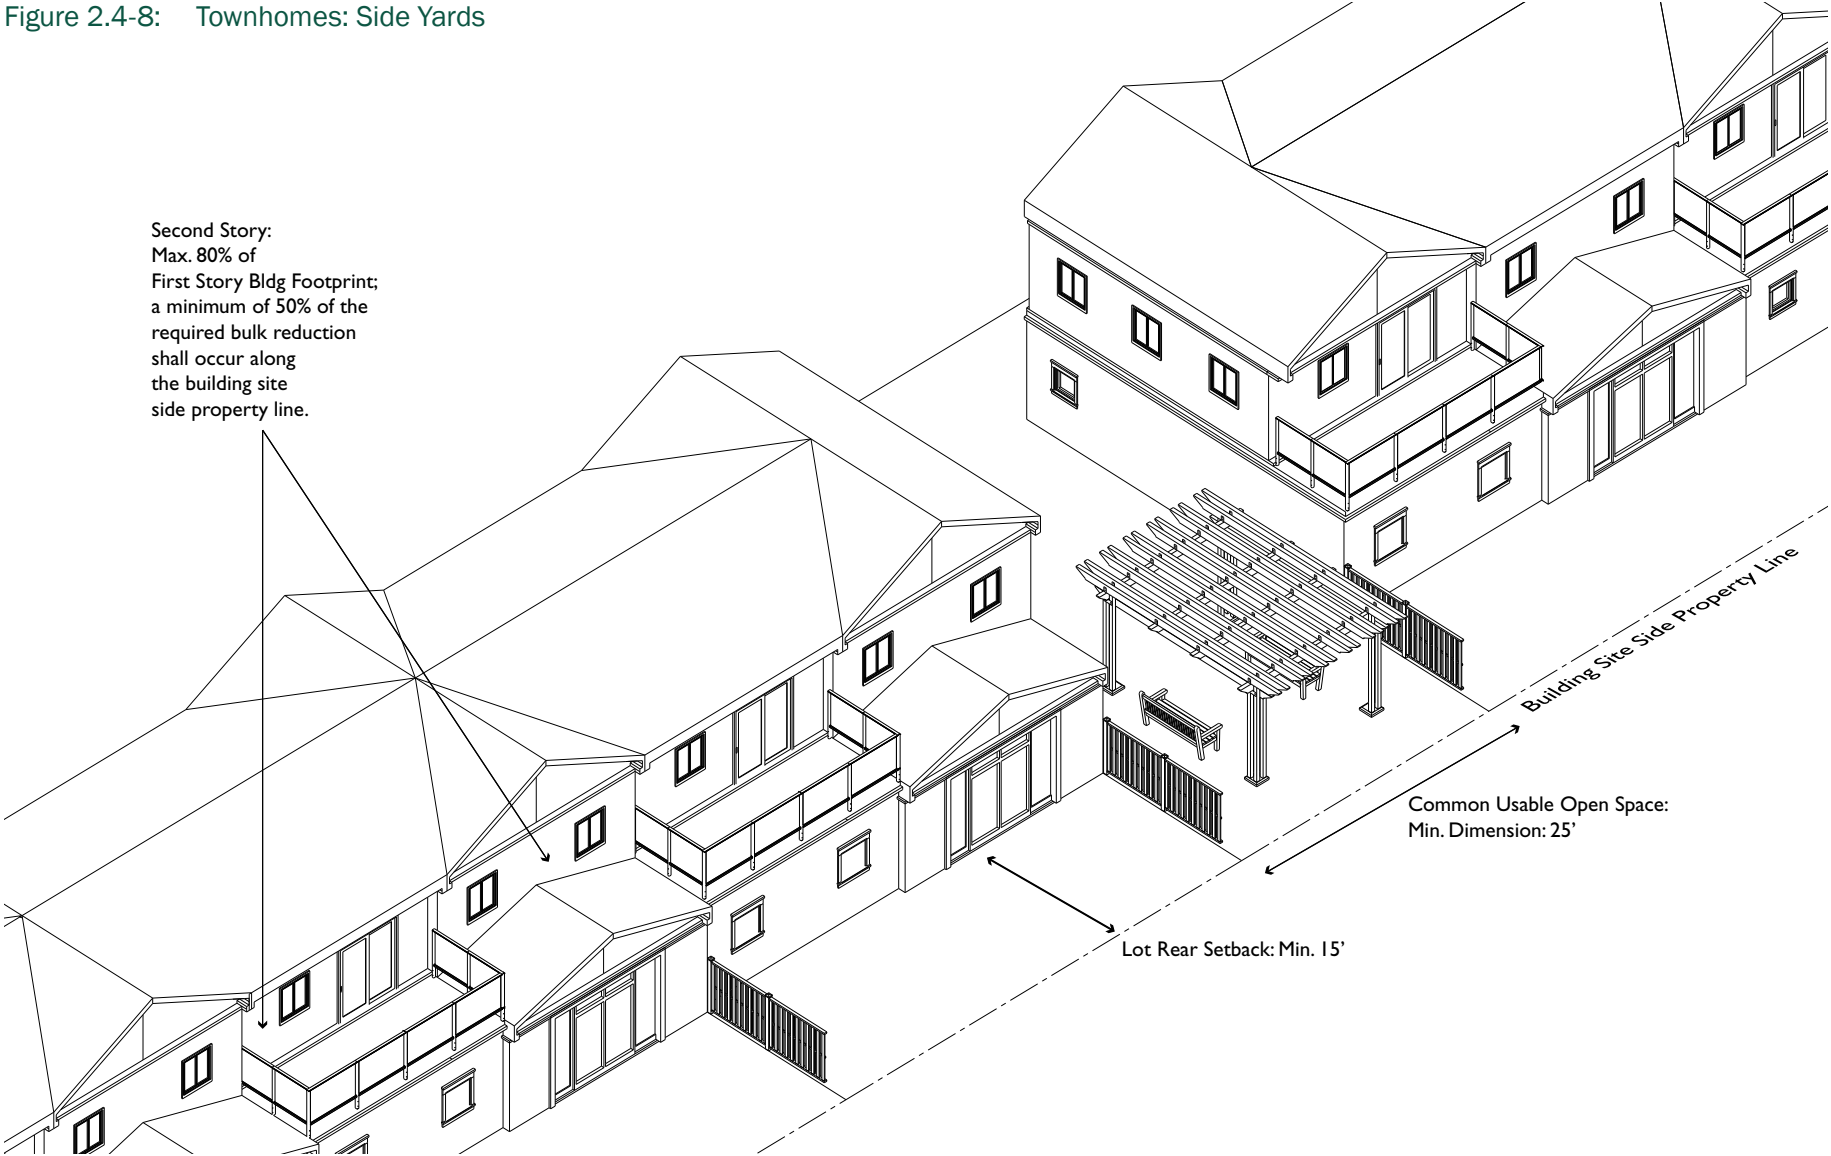 Figure 2.4-8: Townhomes: Side Yards
Second Story:
Max. 80% of
First Story Bldg Footprint;
a minimum of 50% of the
required bulk reduction
shall occur along
the building site
side property line.
Building Site Side Property Line
Common Usable Open Space:
Min. Dimension: 25’
Lot Rear Setback: Min. 15’